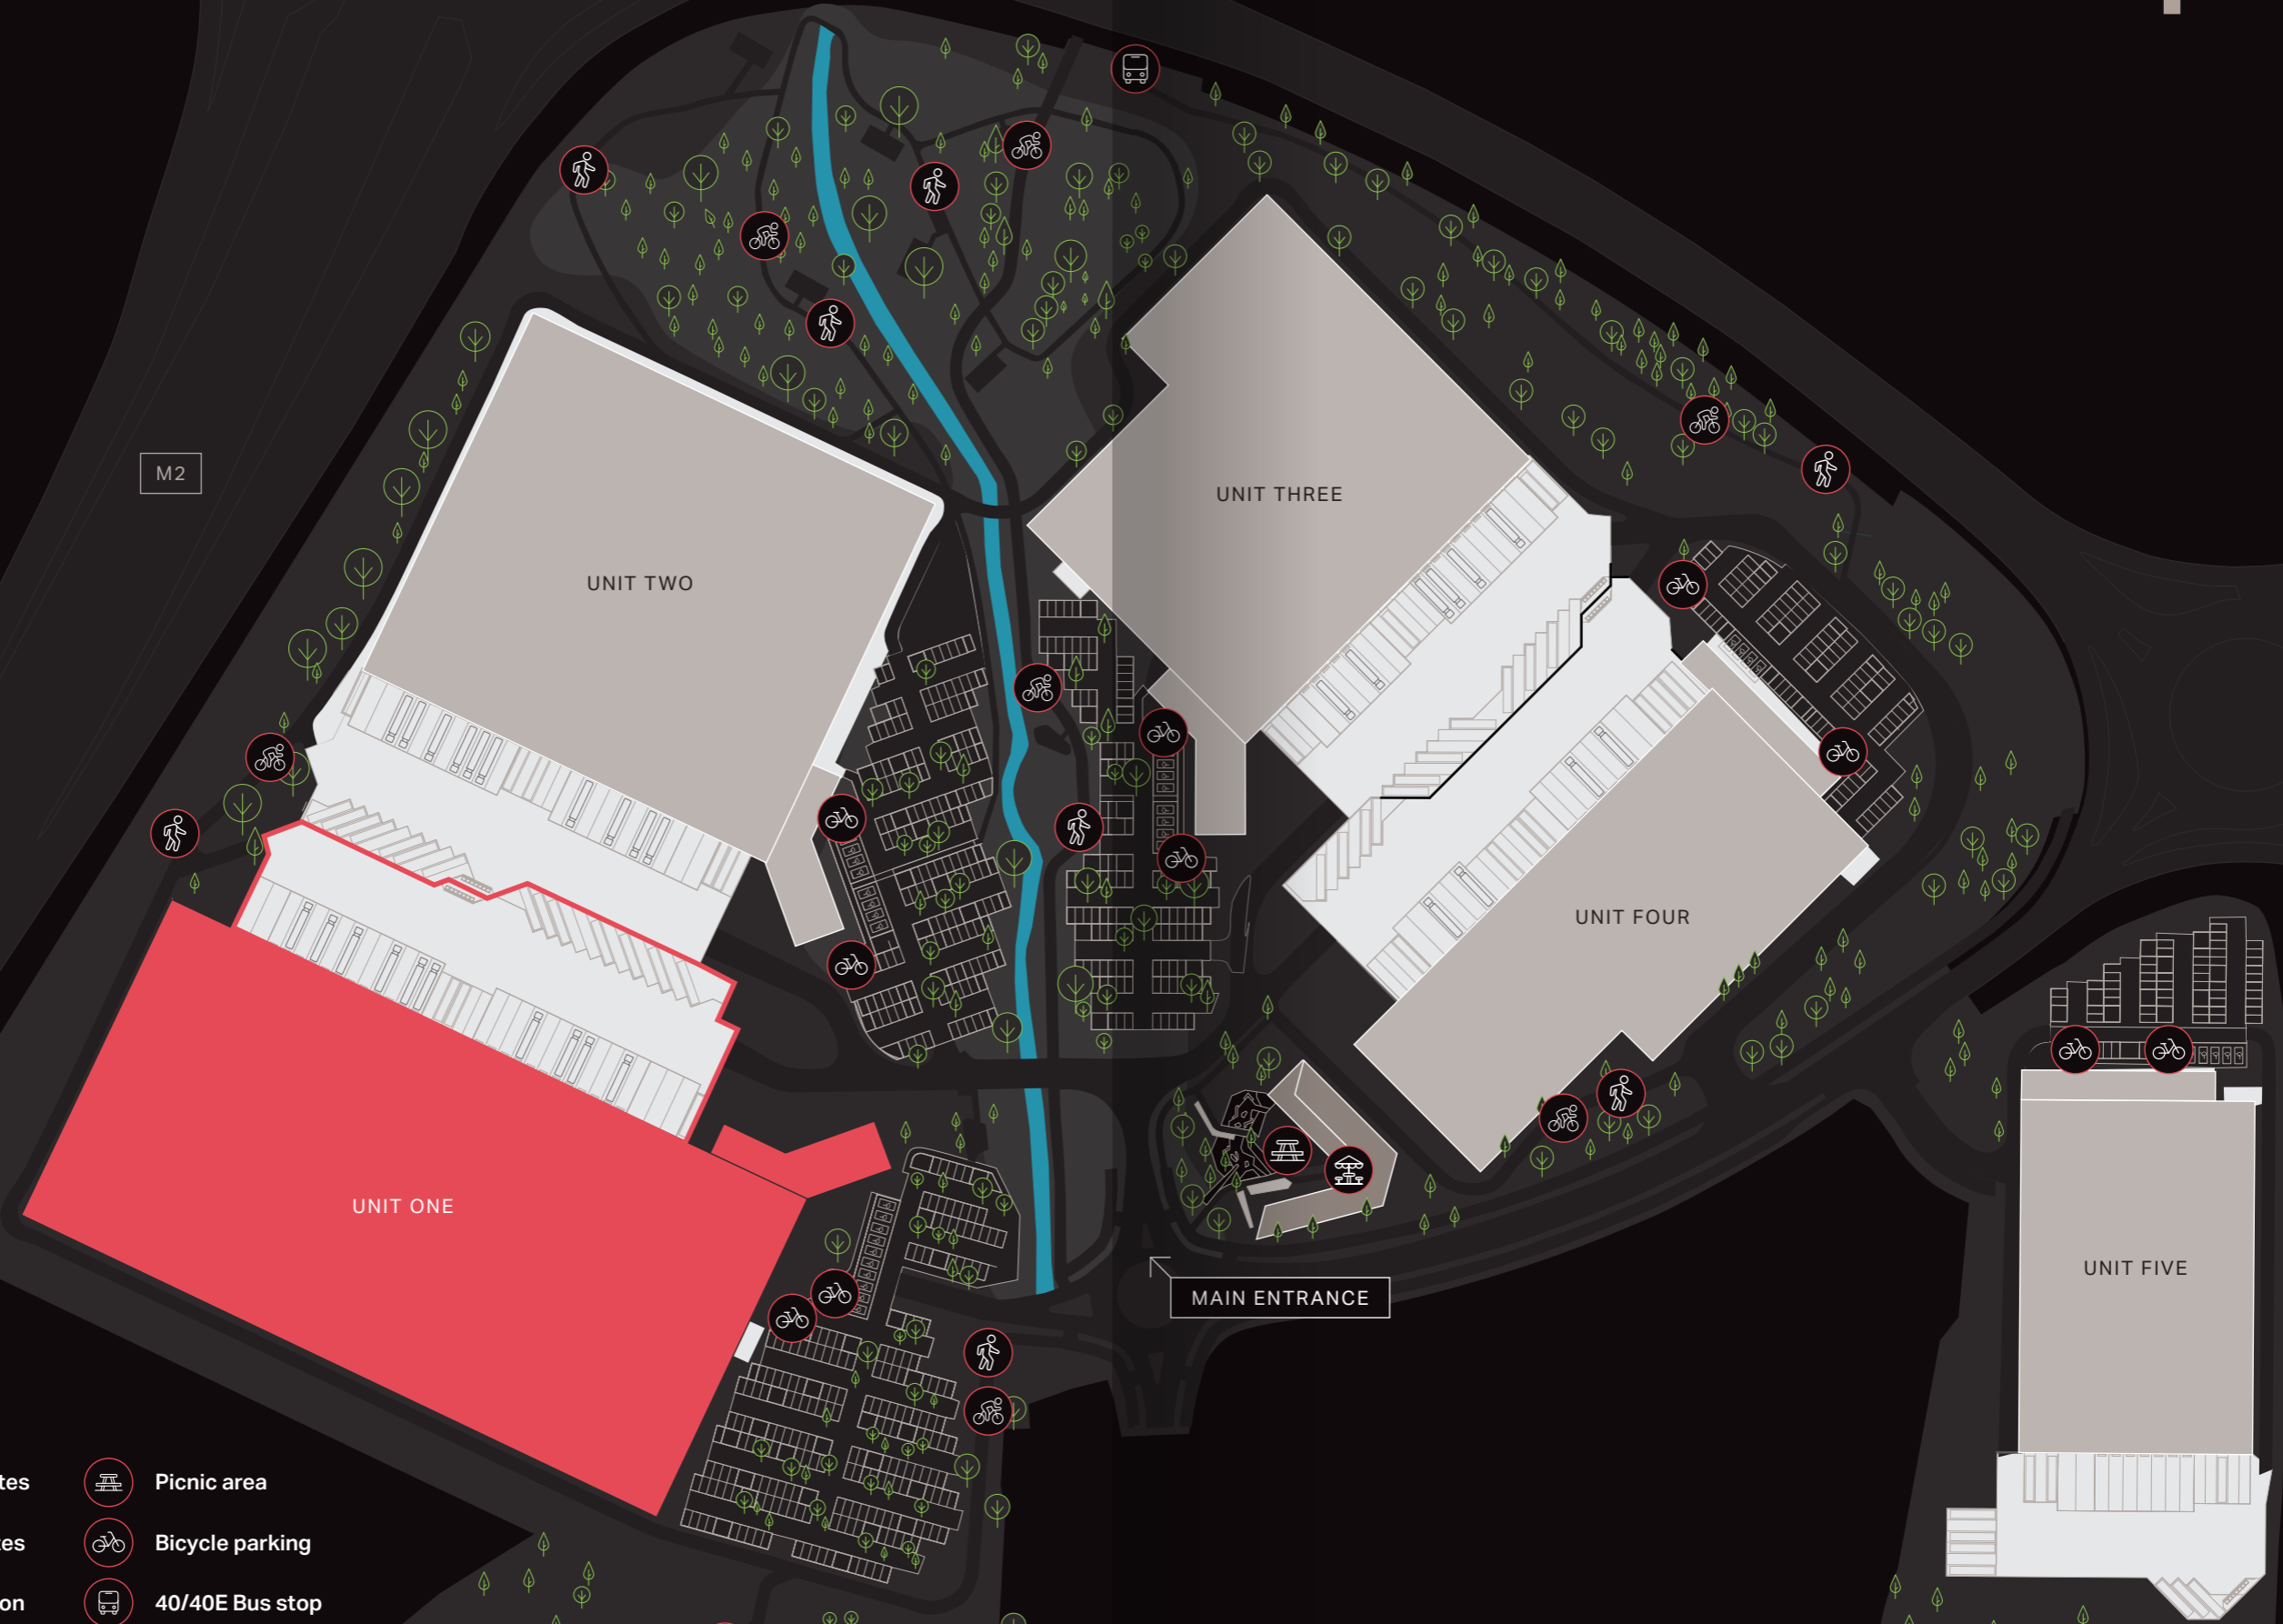 M2
UNIT TWO
UNIT THREE
UNIT FOUR
UNIT ONE
UNIT FIVE
MAIN ENTRANCE
Picnic area
Bicycle parking
40/40E Bus stop